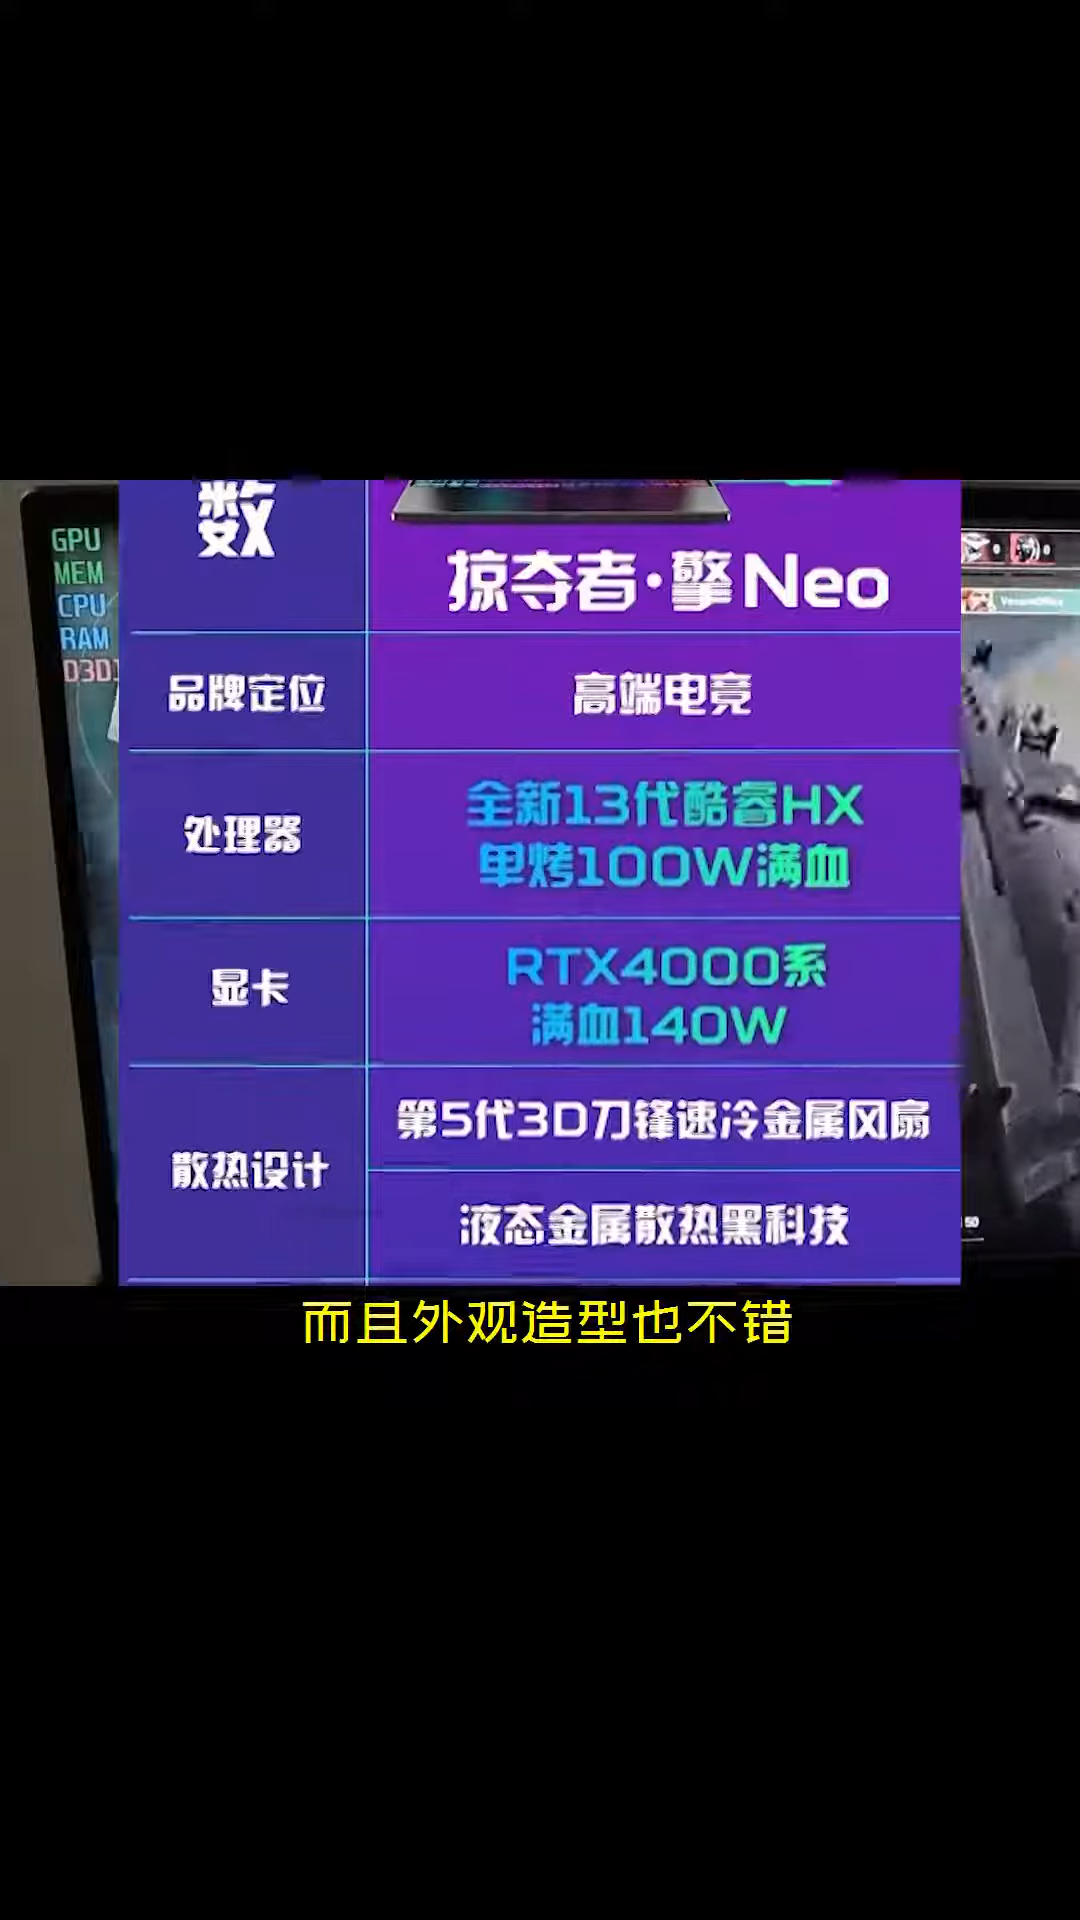 数
掠夺者·擎Neo
品牌定位
高端电竞
处理器
全新13代酷睿HX
单烤100W满血
显卡
RTX4000系
满血140W
散热设计
第5代3D刀锋速冷金属风扇
液态金属散热黑科技
GPU
MEM
CPU
RAM
50
而且外观造型也不错